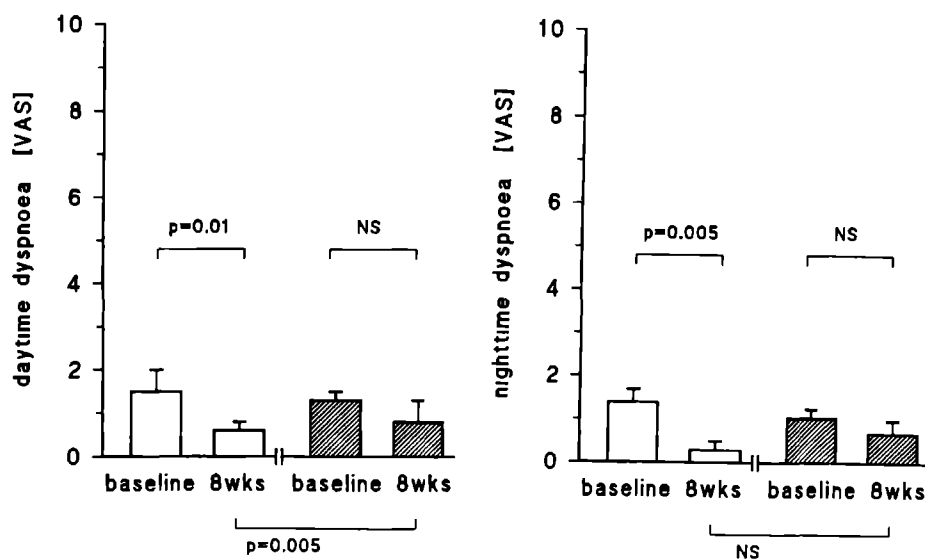 daytime dyspnoea [VAS]
10
8
6
4
2
0
p=0.01
NS
baseline 8wks baseline 8wks
p=0.005
nighttime dyspnoea [VAS]
10
8
6
4
2
0
p=0.005
NS
baseline 8wks baseline 8wks
NS